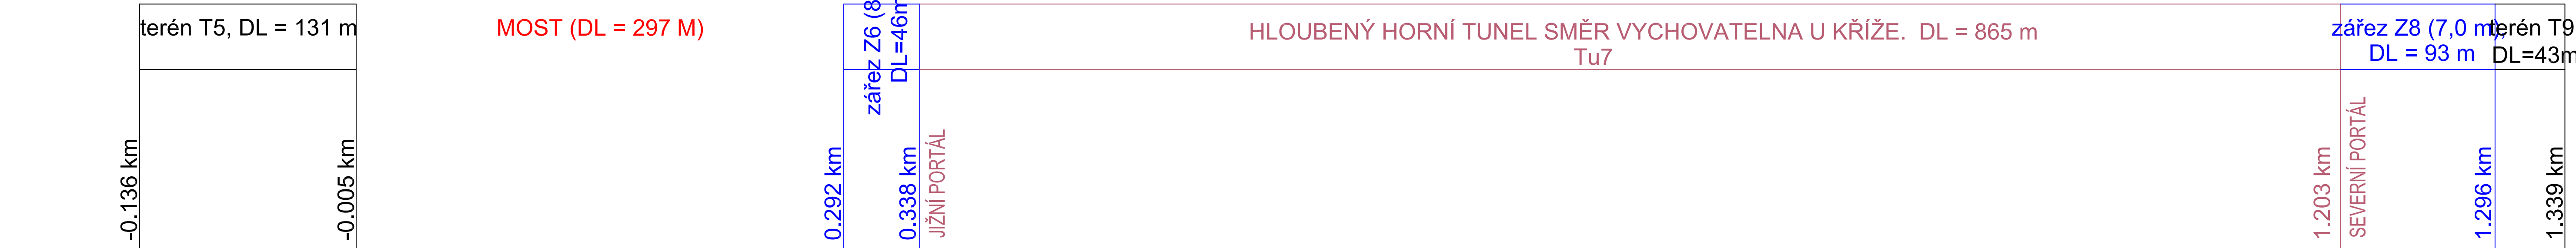 terén T5, DL = 131 m
MOST (DL = 297 M)
zářez Z6 (8
DL=46m
HLOUBENÝ HORNÍ TUNEL SMĚR VYCHOVATELNA U KŘÍŽE. DL = 865 m
Tu7
zářez Z8 (7,0 m),
DL = 93 m
terén T9
DL=43m
-0.136 km
-0.005 km
0.292 km
0.338 km
JIŽNÍ PORTÁL
1.203 km
SEVERNÍ PORTÁL
1.296 km
1.339 km